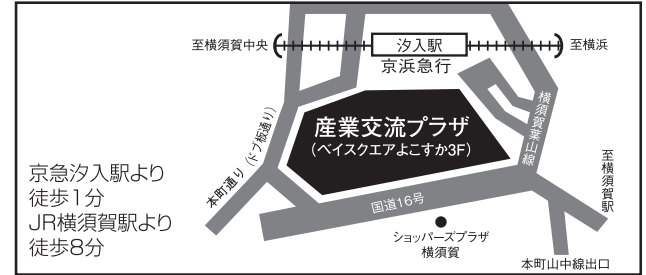 至横須賀中央
汐入駅
至横浜
京浜急行
産業交流プラザ
(ベイスクエアよこすか3F)
横須賀葉山線
本町通り(ドブ板通り)
国道16号
至横須賀駅
京急汐入駅より
徒歩1分
JR横須賀駅より
徒歩8分
ショッパーズプラザ
横須賀
本町山中線出口